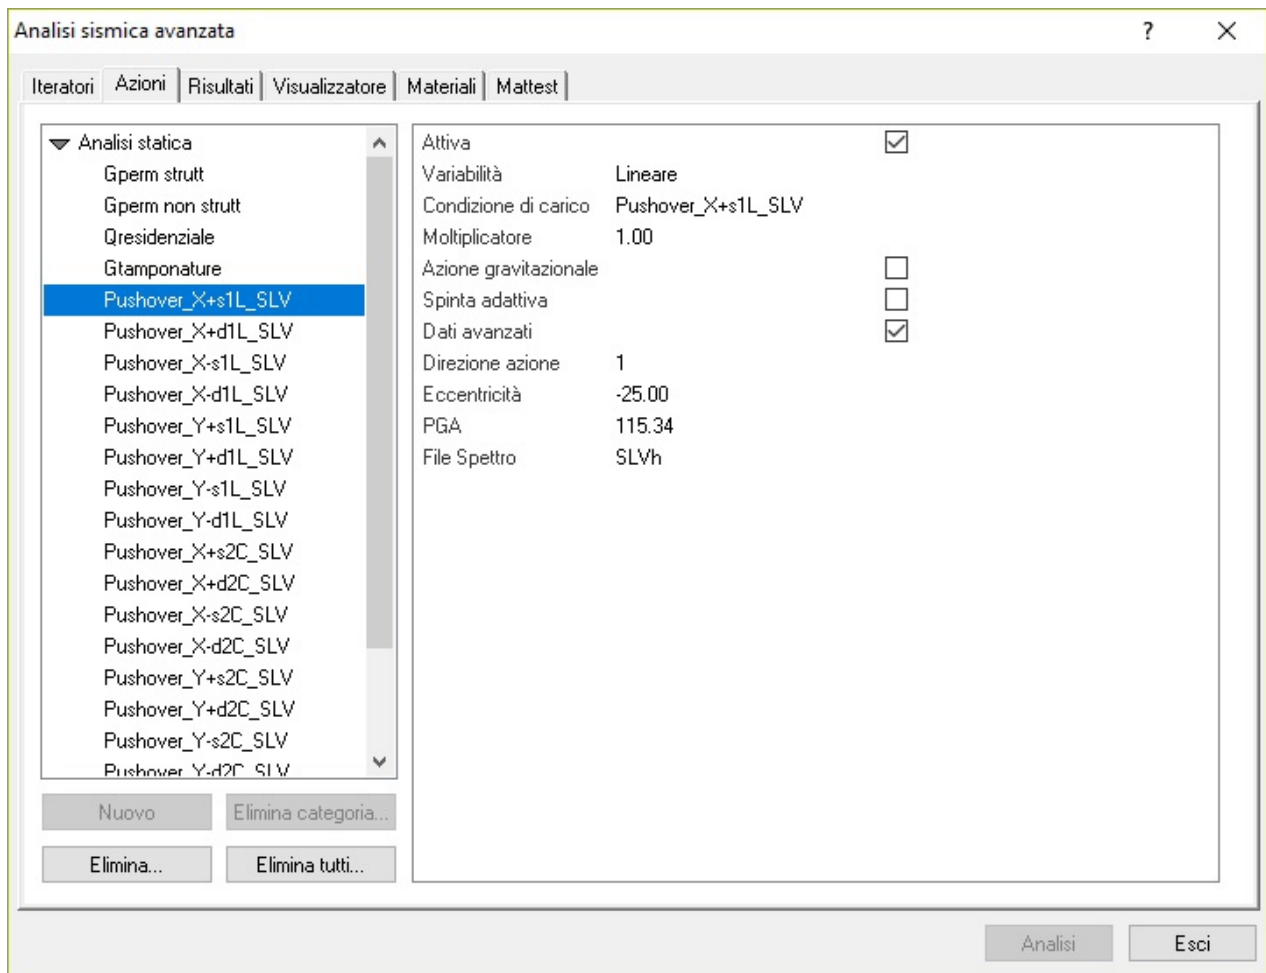 Analisi sismica avanzata ?
Iteratori Azioni Risultati Visualizzatore Materiali Mattest
Analisi statica
Gperm strutt
Gperm non strutt
Qresidenziale
Gtamponature
Pushover_X+s1L_SLV
Pushover_X+d1L_SLV
Pushover_X-s1L_SLV
Pushover_X-d1L_SLV
Pushover_Y+s1L_SLV
Pushover_Y+d1L_SLV
Pushover_Y-s1L_SLV
Pushover_Y-d1L_SLV
Pushover_X+s2C_SLV
Pushover_X+d2C_SLV
Pushover_X-s2C_SLV
Pushover_X-d2C_SLV
Pushover_Y+s2C_SLV
Pushover_Y+d2C_SLV
Pushover_Y-s2C_SLV
Pushover_Y-d2C_SLV
Nuovo Elimina categoria...
Elimina... Elimina tutti...
Attiva
Variabilità Lineare
Condizione di carico Pushover_X+s1L_SLV
Moltiplicatore 1.00
Azione gravitazionale
Spinta adattiva
Dati avanzati
Direzione azione 1
Eccentricità -25.00
PGA 115.34
File Spettro SLVh
Analisi Esci